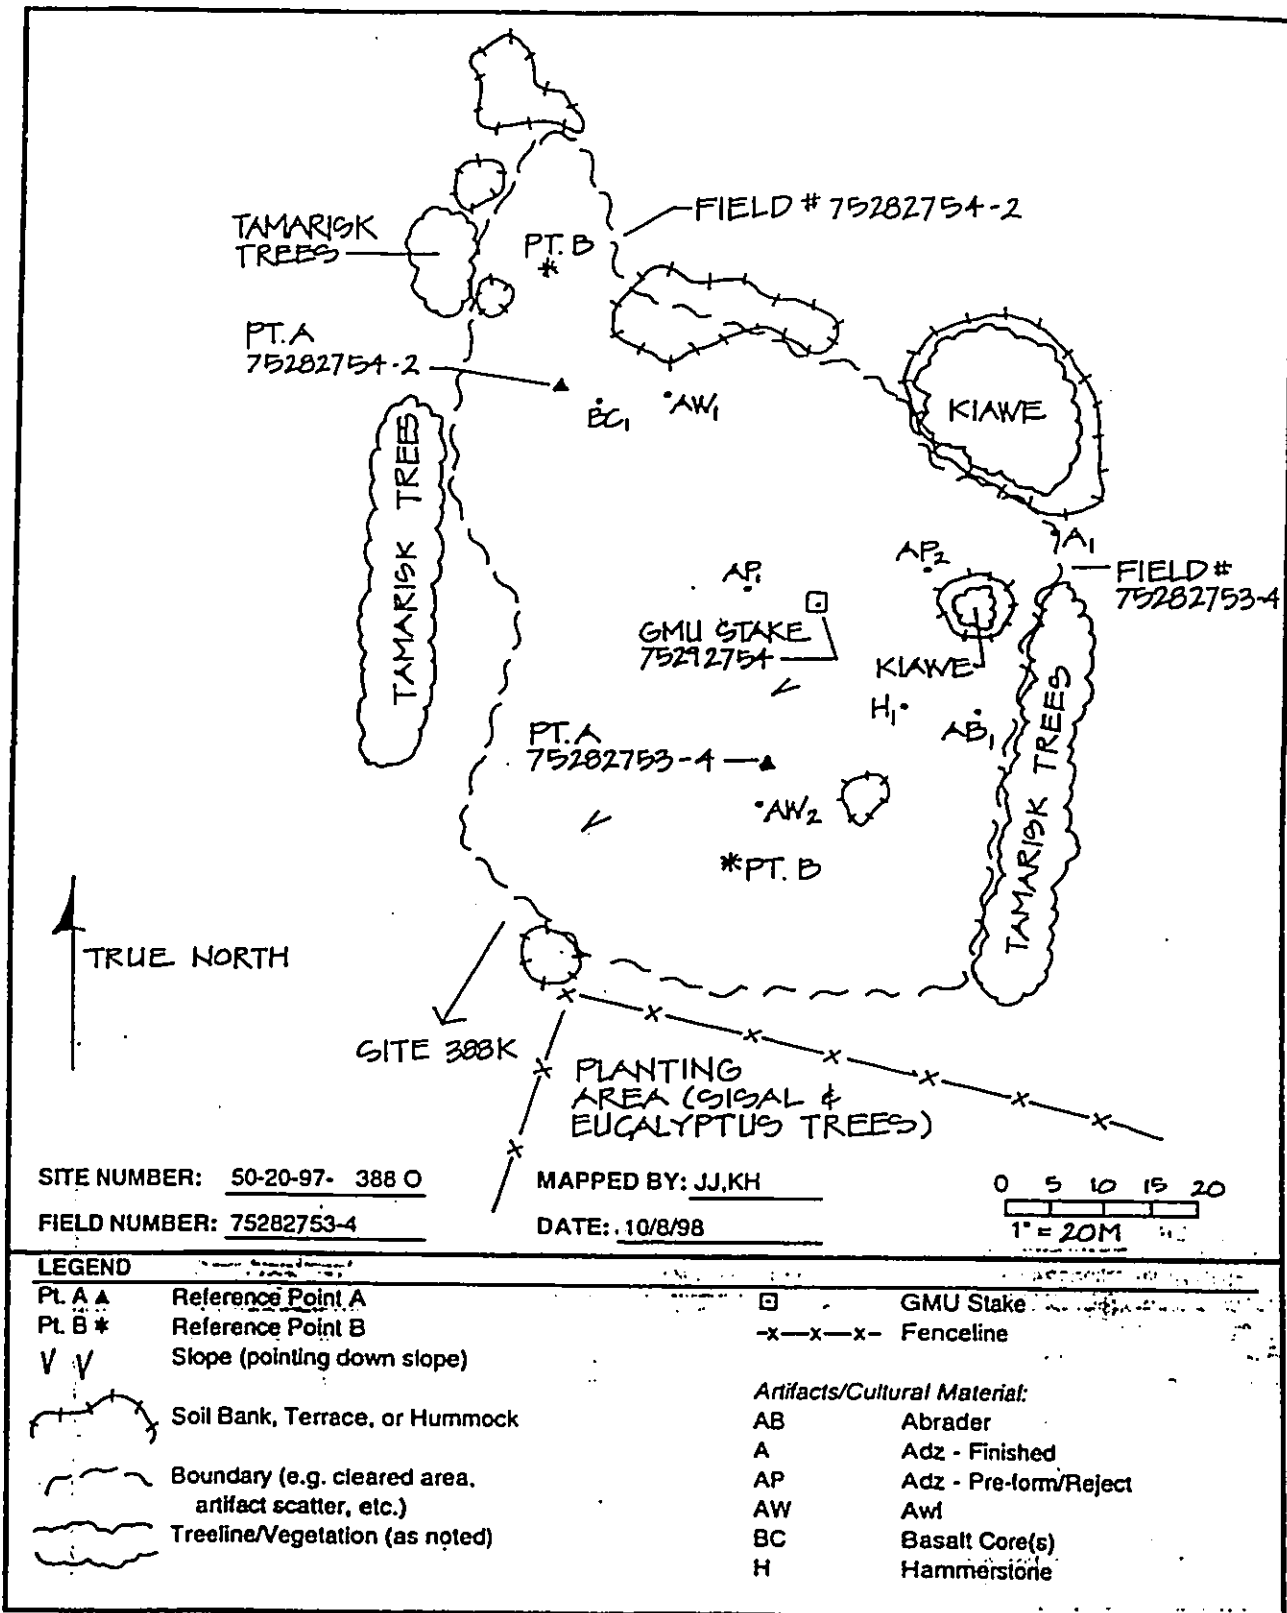 FIELD # 75282754-2
TAMARISK
TREES
PT. B
PT. A
75282754-2
BC1
AW1
KIAWE
TAMARISK TREES
A1
AP1
AP2
FIELD #
75282753-4
GMU STAKE
75292754
KIAWE
H1
AB1
PT. A
75282753-4
AW2
PT. B
TAMARISK TREES
TRUE NORTH
SITE 388K
PLANTING
AREA (SISAL &
EUCALYPTUS TREES)
SITE NUMBER: 50-20-97- 388 O
MAPPED BY: JJ,KH
0 5 10 15 20
FIELD NUMBER: 75282753-4
DATE: 10/8/98
1" = 20M
LEGEND
Pt. A Reference Point A
Pt. B Reference Point B
Slope (pointing down slope)
Soil Bank, Terrace, or Hummock
Boundary (e.g. cleared area,
artifact scatter, etc.)
Treeline/Vegetation (as noted)
GMU Stake
-x—x—x- Fenceline
Artifacts/Cultural Material:
AB Abrader
A Adz - Finished
AP Adz - Pre-form/Reject
AW Awl
BC Basalt Core(s)
H Hammerstone